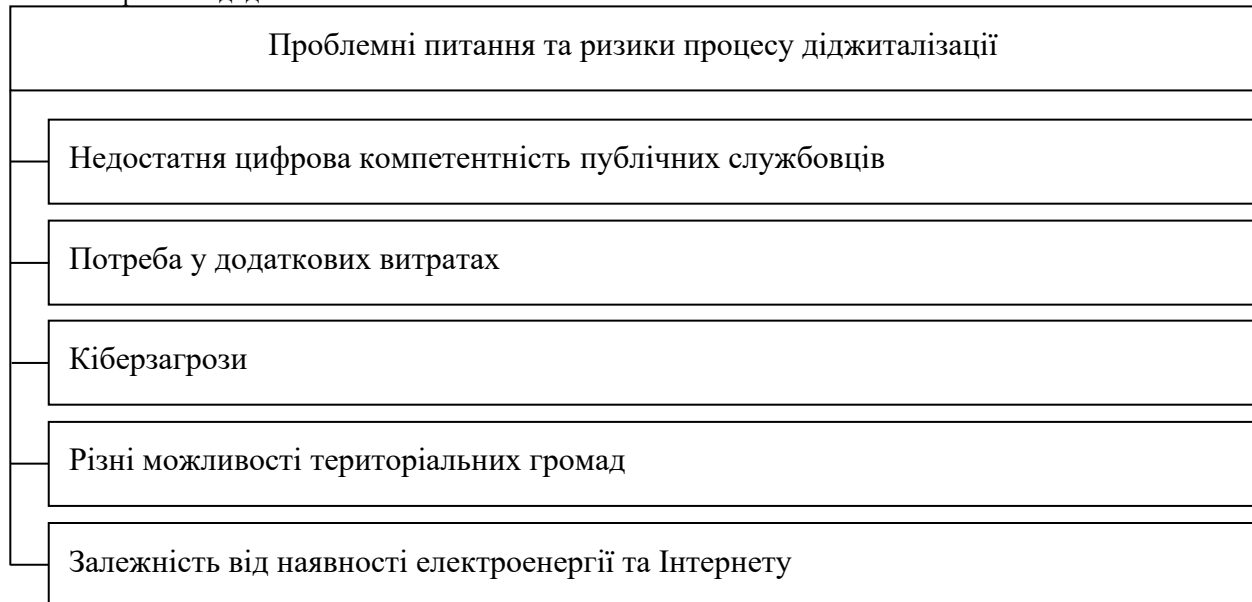 Проблемні питання та ризики процесу діджиталізації
Недостатня цифрова компетентність публічних службовців
Потреба у додаткових витратах
Кіберзагрози
Різні можливості територіальних громад
Залежність від наявності електроенергії та Інтернету